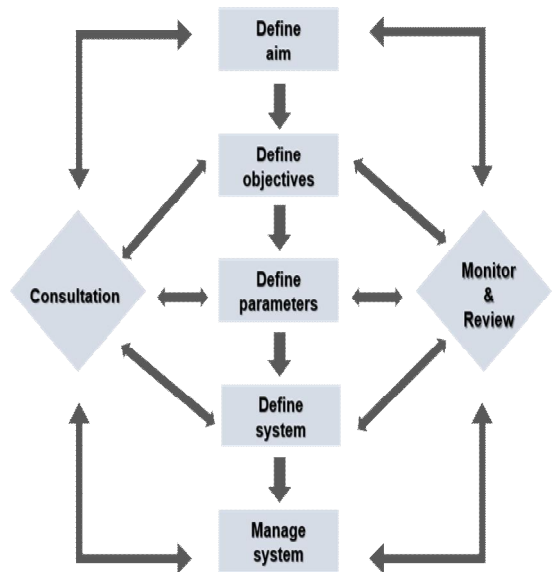 Define
aim
Define
objectives
Consultation
Define
parameters
Monitor
&
Review
Define
system
Manage
system